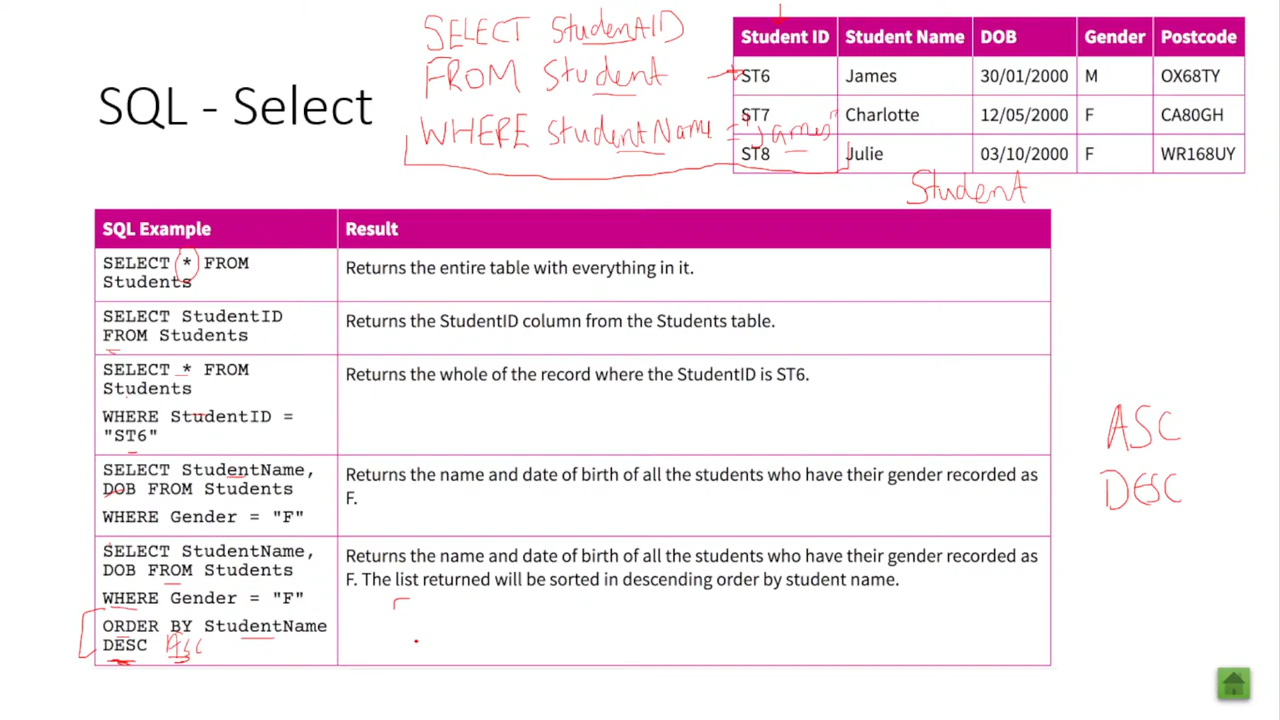 SQL - Select
SELECT StudentID
FROM Student
WHERE studentName = "James"
Student ID Student Name DOB Gender Postcode
ST6 James 30/01/2000 M OX68TY
ST7 Charlotte 12/05/2000 F CA80GH
ST8 Julie 03/10/2000 F WR168UY
Student
SQL Example Result
SELECT * FROM
Students
Returns the entire table with everything in it.
SELECT StudentID
FROM Students
Returns the StudentID column from the Students table.
SELECT * FROM
Students
WHERE StudentID =
"ST6"
Returns the whole of the record where the StudentID is ST6.
SELECT StudentName,
DOB FROM Students
WHERE Gender = "F"
Returns the name and date of birth of all the students who have their gender recorded as
F.
SELECT StudentName,
DOB FROM Students
WHERE Gender = "F"
ORDER BY StudentName
DESC ASC
Returns the name and date of birth of all the students who have their gender recorded as
F. The list returned will be sorted in descending order by student name.
ASC
DESC